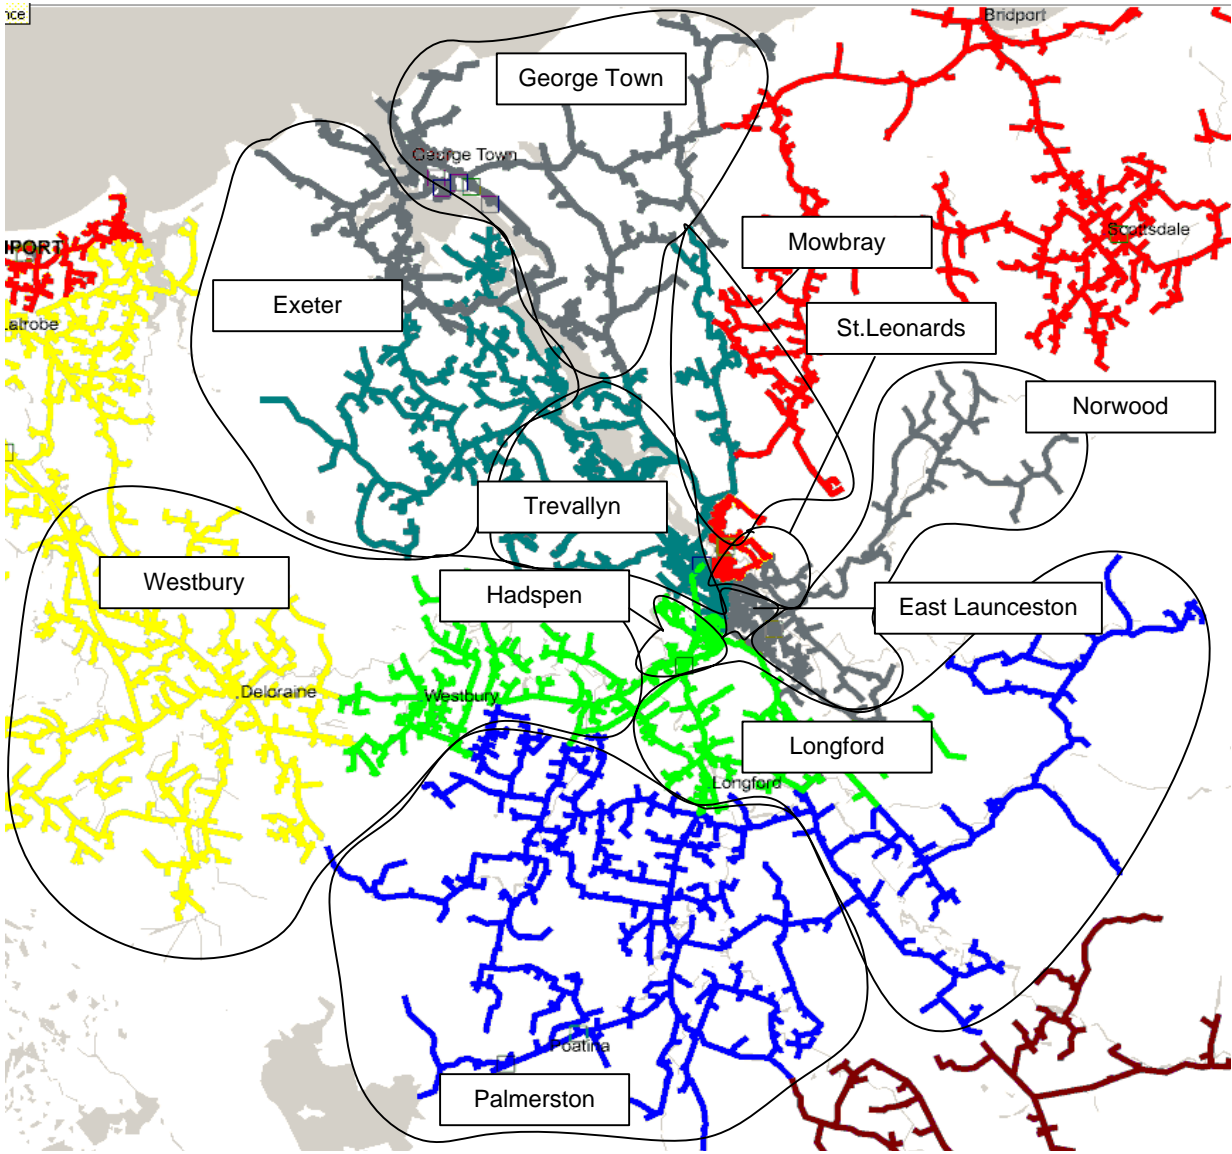 nce
Bridport
George Town
George Town
Mowbray
Scottsdale
PORT
Exeter
St.Leonards
Latrobe
Norwood
Trevallyn
Westbury
Hadspen
East Launceston
Deloraine
Westbury
Longford
Longford
Poatina
Palmerston